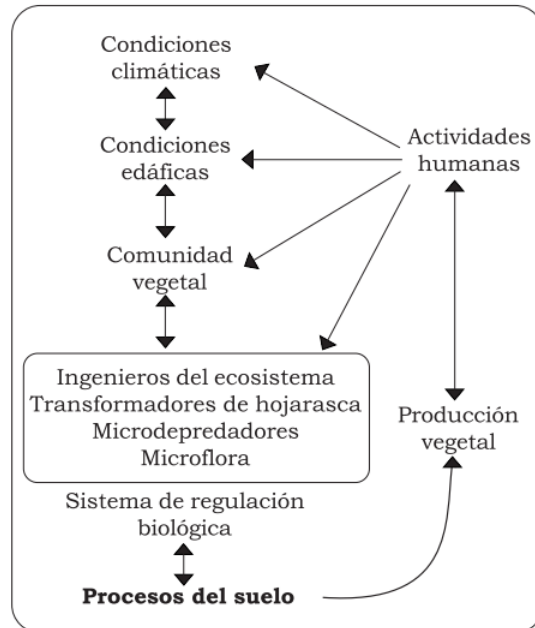 Condiciones
climáticas
Condiciones
edáficas
Actividades
humanas
Comunidad
vegetal
Ingenieros del ecosistema
Transformadores de hojarasca
Microdepredadores
Microflora
Producción
vegetal
Sistema de regulación
biológica
Procesos del suelo